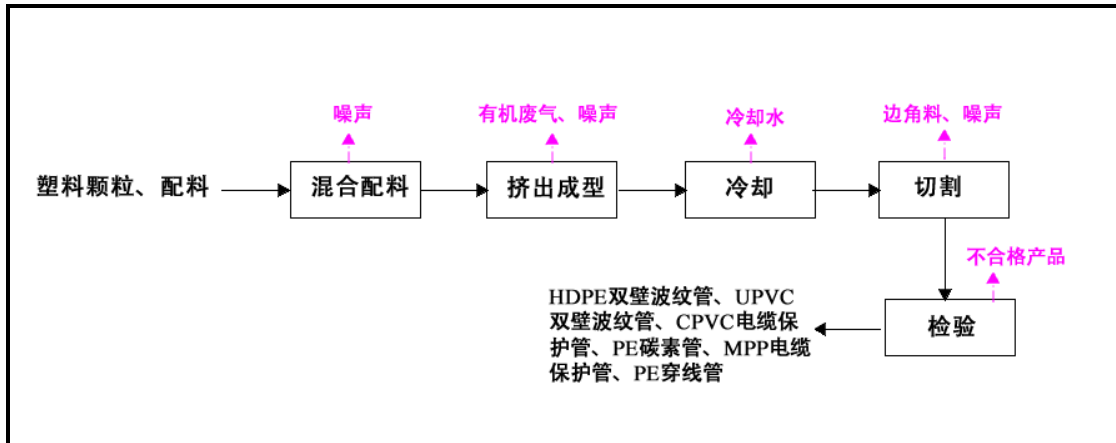 噪声
有机废气、噪声
冷却水
边角料、噪声
塑料颗粒、配料
混合配料
挤出成型
冷却
切割
不合格产品
检验
HDPE双壁波纹管、UPVC
双壁波纹管、CPVC电缆保
护管、PE碳素管、MPP电缆
保护管、PE穿线管